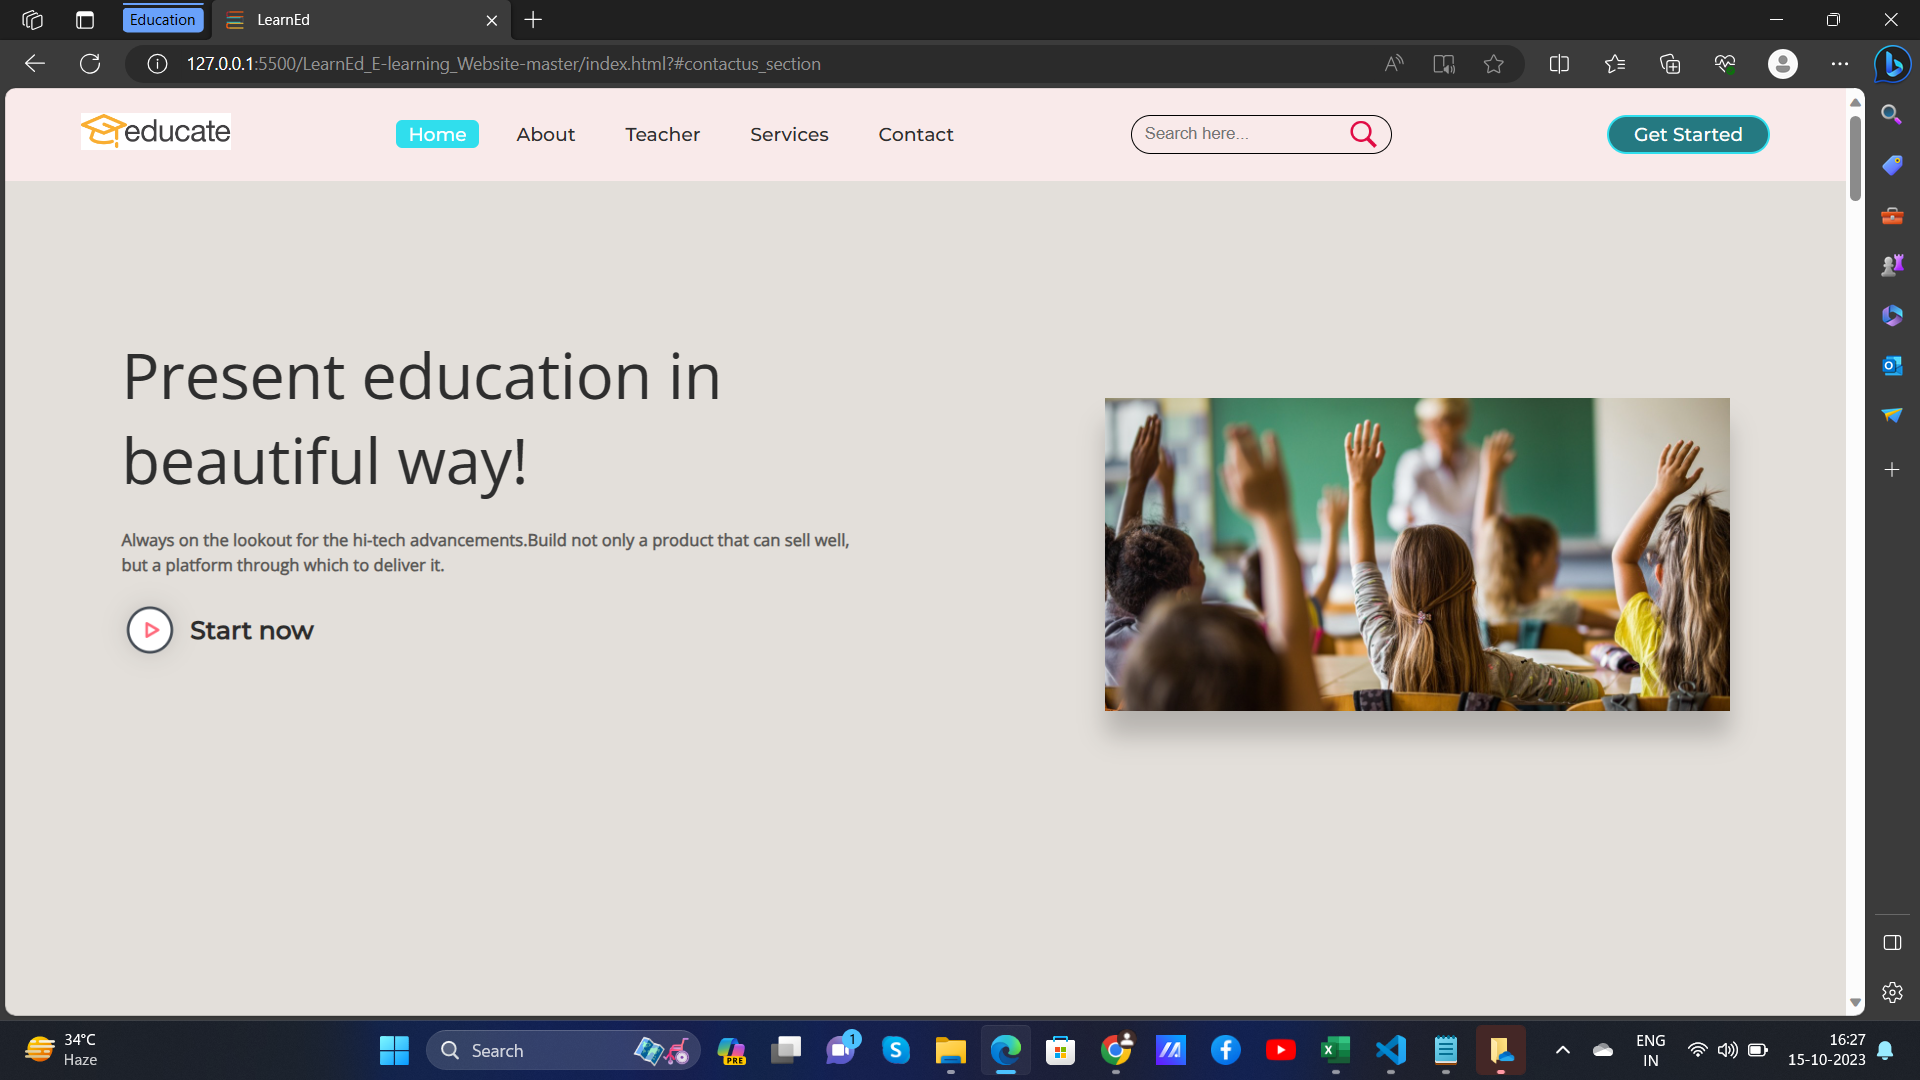 Education
LearnEd
127.0.0.1:5500/LearnEd_E-learning_Website-master/index.html?#contactus_section
educate
Home
About
Teacher
Services
Contact
Search here...
Get Started
Present education in
beautiful way!
Always on the lookout for the hi-tech advancements.Build not only a product that can sell well,
but a platform through which to deliver it.
Start now
34°C
Haze
Search
PRE
1
ENG
IN
16:27
15-10-2023